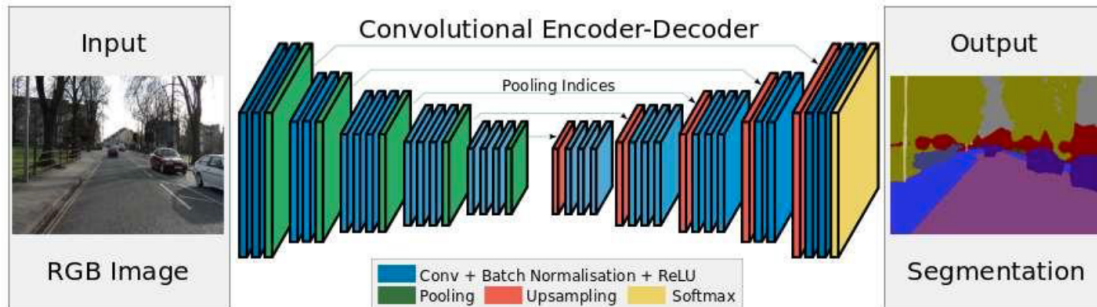 Input
RGB Image
Convolutional Encoder-Decoder
Pooling Indices
Conv + Batch Normalisation + ReLU
Pooling Upsampling Softmax
Output
Segmentation